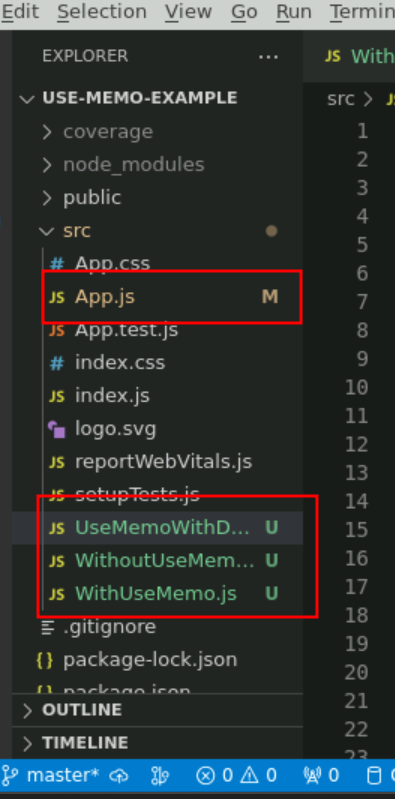 Edit Selection View Go Run Termin
EXPLORER ...
JS With
USE-MEMO-EXAMPLE
src >
coverage
node_modules
public
src
# App.css
JS App.js M
JS App.test.js
# index.css
JS index.js
logo.svg
JS reportWebVitals.js
JS setupTests.js
JS UseMemoWithD... U
JS WithoutUseMem... U
JS WithUseMemo.js U
.gitignore
{} package-lock.json
{} package.json
OUTLINE
TIMELINE
1
2
3
4
5
6
7
8
9
10
11
12
13
14
15
16
17
18
19
20
21
22
23
master* 0 0 0